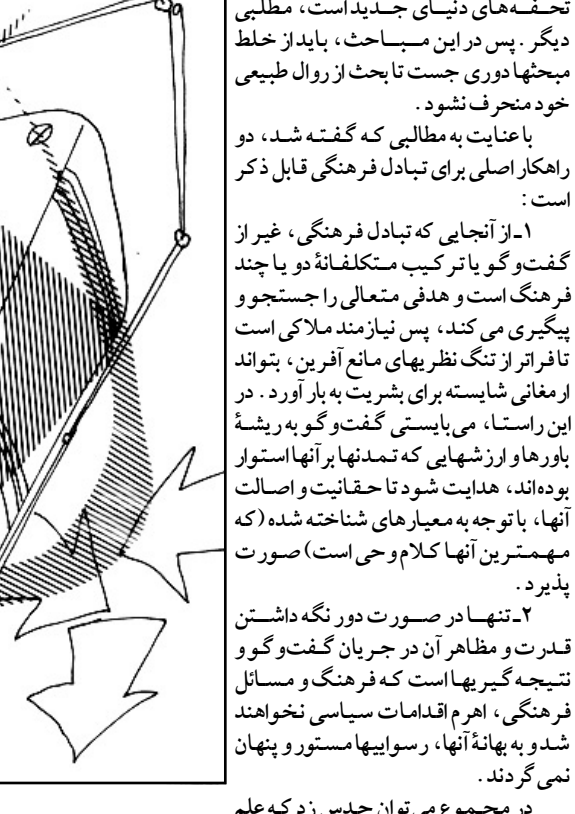 تحفه‌های دنیای جدید است، مطلبی
دیگر. پس در این مباحث، باید از خلط
مبحثها دوری جست تا بحث از روال طبیعی
خود منحرف نشود.
با عنایت به مطالبی که گفته شد، دو
راهکار اصلی برای تبادل فرهنگی قابل ذکر
است:
۱ـ از آنجایی که تبادل فرهنگی، غیر از
گفت‌وگو یا ترکیب متکلفانهٔ دو یا چند
فرهنگ است و هدفی متعالی را جستجو و
پیگیری می‌کند، پس نیازمند ملاکی است
تا فراتر از تنگ نظریهای مانع آفرین، بتواند
ارمغانی شایسته برای بشریت به بار آورد. در
این راستا، می‌بایستی گفت‌وگو به ریشهٔ
باورها و ارزشهایی که تمدنها بر آنها استوار
بوده‌اند، هدایت شود تا حقانیت و اصالت
آنها، با توجه به معیارهای شناخته شده (که
مهمترین آنها کلام وحی است) صورت
پذیرد.
۲ـ تنها در صورت دور نگه داشتن
قدرت و مظاهر آن در جریان گفت‌وگو و
نتیجه گیریها است که فرهنگ و مسائل
فرهنگی، اهرم اقدامات سیاسی نخواهند
شد و به بهانهٔ آنها، رسواییها مستور و پنهان
نمی‌گردند.
در مجموع می‌توان حدس زد که علم